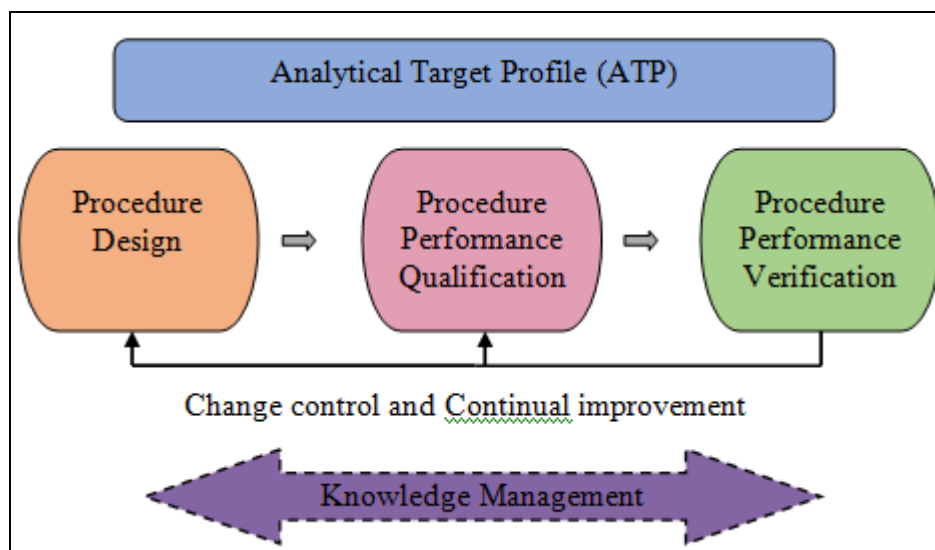 Analytical Target Profile (ATP)
Procedure
Design
Procedure
Performance
Qualification
Procedure
Performance
Verification
Change control and Continual improvement
Knowledge Management